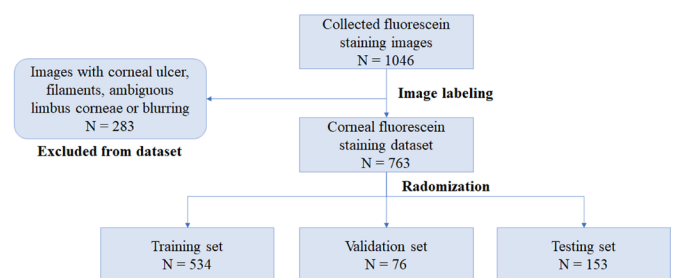 Collected fluorescein
staining images
N = 1046
Image labeling
Images with corneal ulcer,
filaments, ambiguous
limbus corneae or blurring
N = 283
Excluded from dataset
Corneal fluorescein
staining dataset
N = 763
Radomization
Training set
N = 534
Validation set
N = 76
Testing set
N = 153